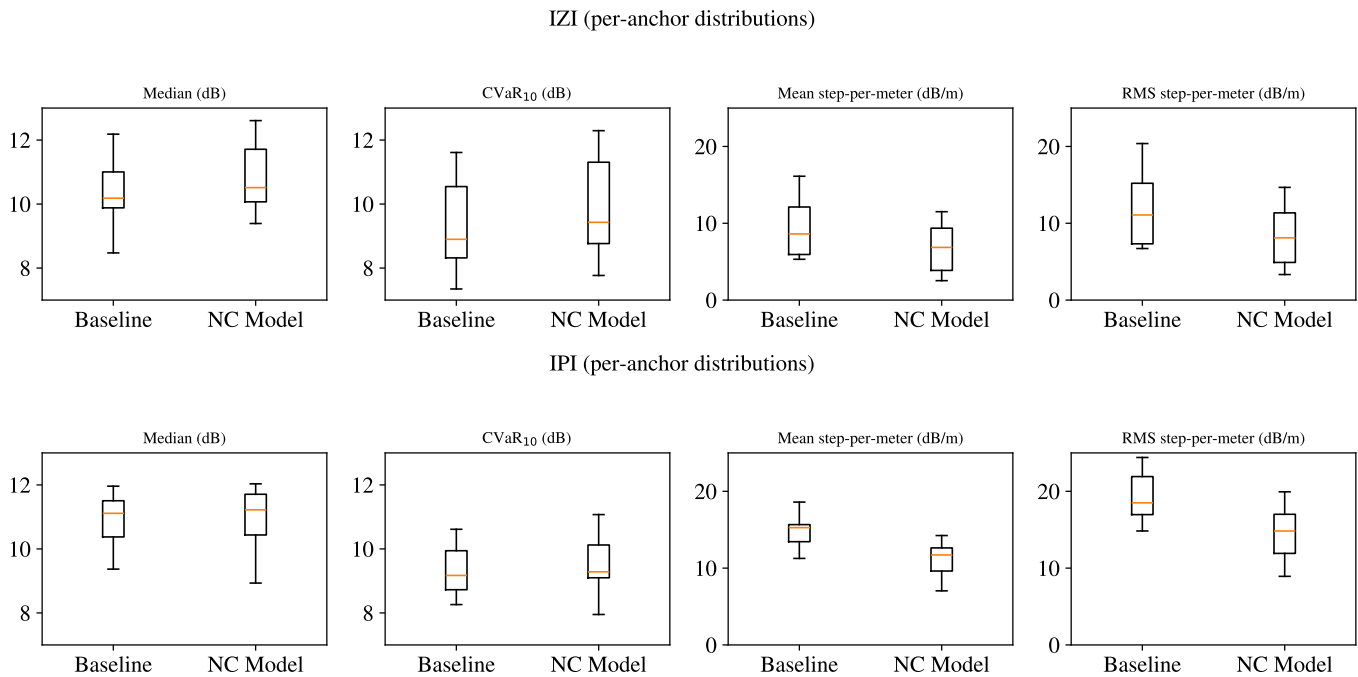 IZI (per-anchor distributions)
Median (dB)
CVaR₁₀ (dB)
Mean step-per-meter (dB/m)
RMS step-per-meter (dB/m)
12
10
8
Baseline
NC Model
12
10
8
Baseline
NC Model
20
10
0
Baseline
NC Model
20
10
0
Baseline
NC Model
IPI (per-anchor distributions)
Median (dB)
CVaR₁₀ (dB)
Mean step-per-meter (dB/m)
RMS step-per-meter (dB/m)
12
10
8
Baseline
NC Model
12
10
8
Baseline
NC Model
20
10
0
Baseline
NC Model
20
10
0
Baseline
NC Model